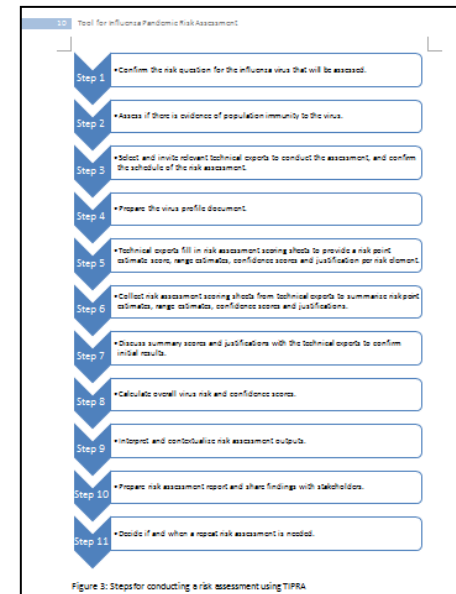 10 Tool for Influenza Pandemic Risk Assessment
Step 1
•Confirm the risk question for the influenza virus that will be assessed.
Step 2
•Assess if there is evidence of population immunity to the virus.
Step 3
•Select and invite relevant technical experts to conduct the assessment, and confirm
the schedule of the risk assessment.
Step 4
•Prepare the virus profile document.
Step 5
•Technical experts fill in risk assessment scoring sheets to provide a risk point
estimate score, range estimates, confidence scores and justification per risk element.
Step 6
•Collect risk assessment scoring sheets from technical experts to summarise risk point
estimates, range estimates, confidence scores and justifications.
Step 7
•Discuss summary scores and justifications with the technical experts to confirm
initial results.
Step 8
•Calculate overall virus risk and confidence scores.
Step 9
•Interpret and contextualise risk assessment outputs.
Step 10
•Prepare risk assessment report and share findings with stakeholders.
Step 11
•Decide if and when a repeat risk assessment is needed.
Figure 3: Steps for conducting a risk assessment using TIPRA